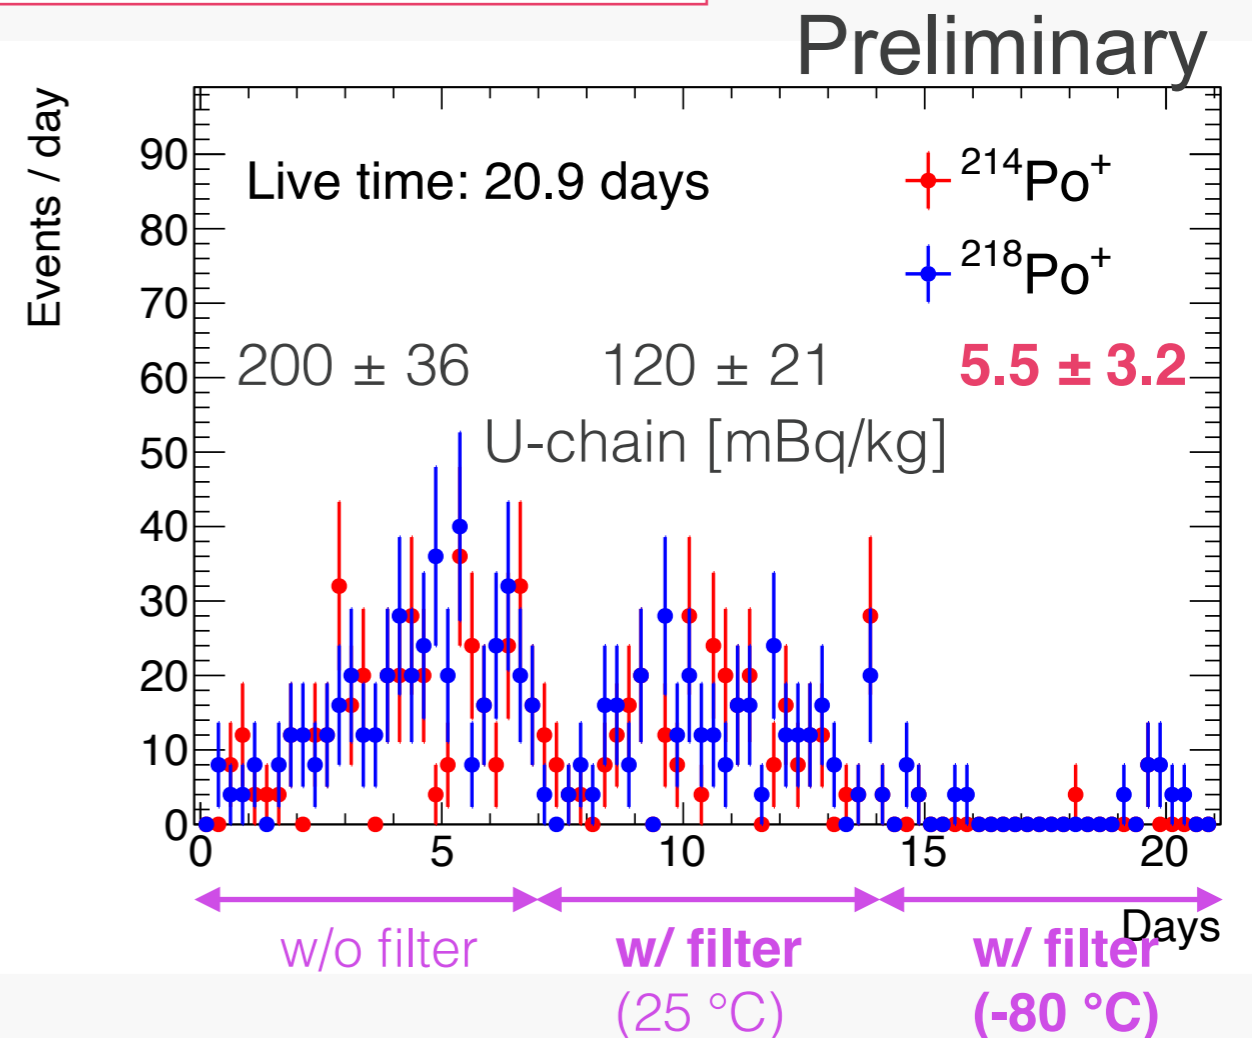 Preliminary
Events / day
Live time: 20.9 days
214Po+
218Po+
200 ± 36
120 ± 21
5.5 ± 3.2
U-chain [mBq/kg]
90
80
70
60
50
40
30
20
10
0
0 5 10 15 20
Days
w/o filter
w/ filter
(25 °C)
w/ filter
(-80 °C)